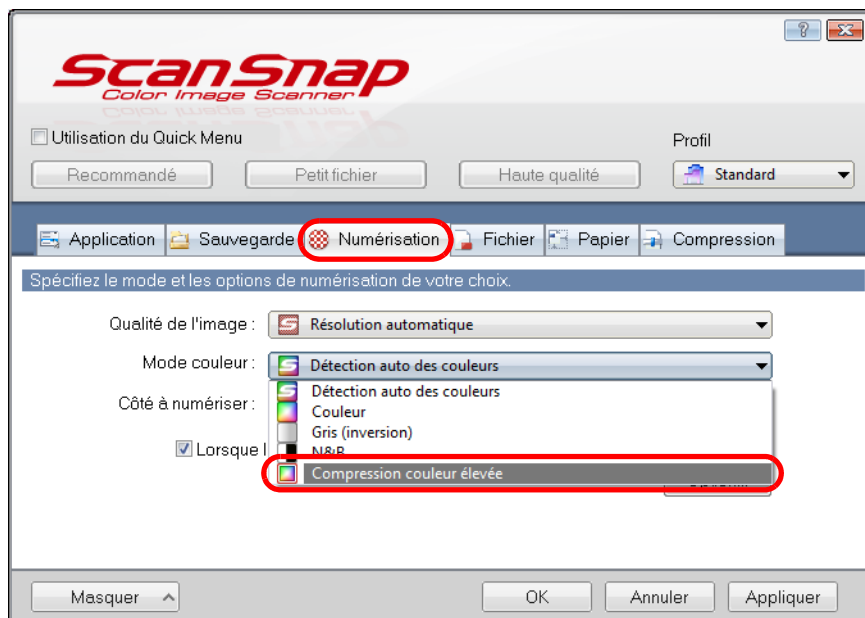 ScanSnap
Color Image Scanner
Utilisation du Quick Menu
Profil
Recommandé Petit fichier Haute qualité Standard
Application Sauvegarde Numérisation Fichier Papier Compression
Spécifiez le mode et les options de numérisation de votre choix.
Qualité de l'image : Résolution automatique
Mode couleur : Détection auto des couleurs
Détection auto des couleurs
Côté à numériser : Couleur
Gris (inversion)
Lorsque l N&B
Compression couleur élevée
Masquer OK Annuler Appliquer